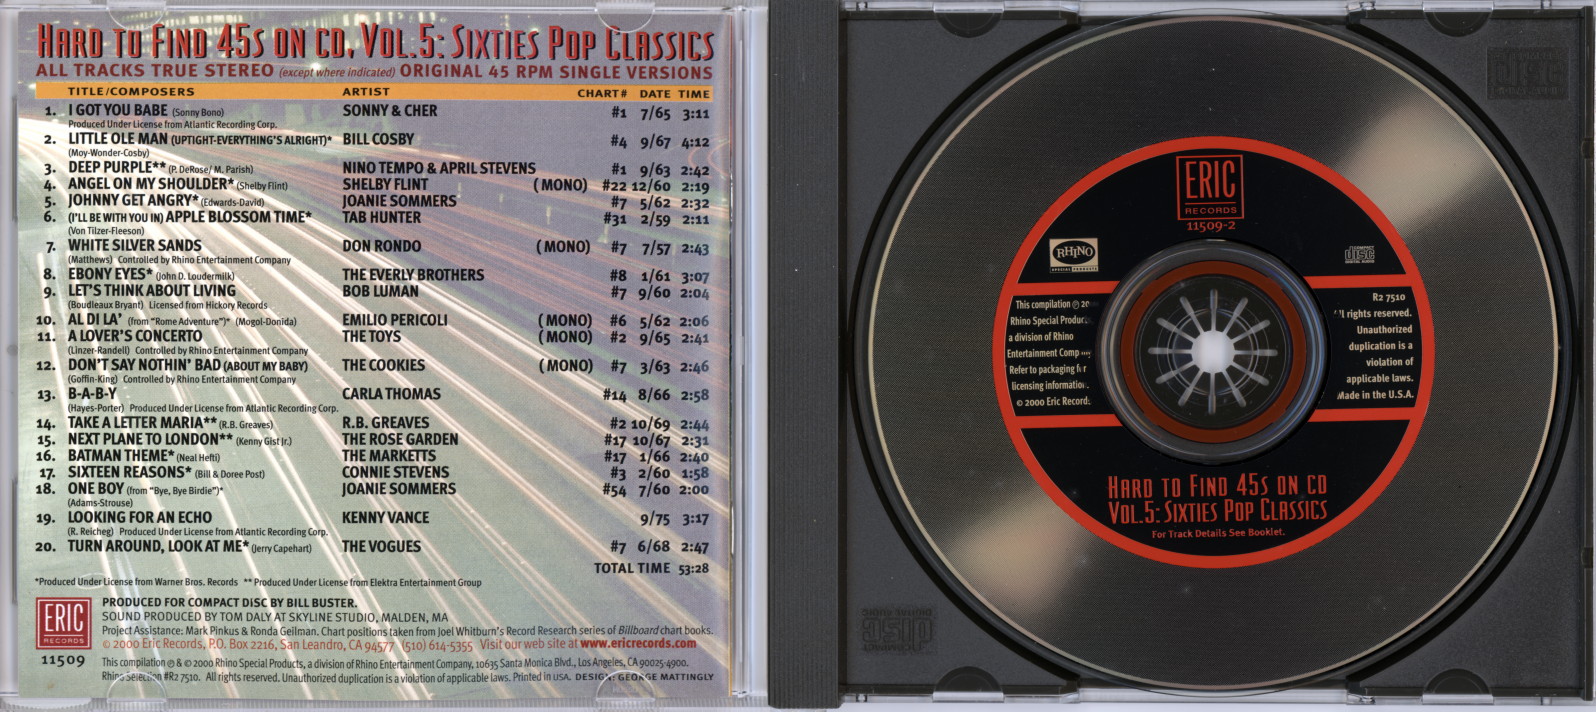 HARD TO FIND 45S ON CD, VOL.5: SIXTIES POP CLASSICS
ALL TRACKS TRUE STEREO (except where indicated) ORIGINAL 45 RPM SINGLE VERSIONS
TITLE/COMPOSERS ARTIST CHART# DATE TIME
1. I GOT YOU BABE (Sonny Bono) SONNY & CHER #1 7/65 3:11
Produced Under License from Atlantic Recording Corp.
2. LITTLE OLE MAN (UPTIGHT-EVERYTHING'S ALRIGHT)* BILL COSBY #4 9/67 4:12
(Moy-Wonder-Cosby)
3. DEEP PURPLE** (P. DeRose/ M. Parish) NINO TEMPO & APRIL STEVENS #1 9/63 2:42
4. ANGEL ON MY SHOULDER* (Shelby Flint) SHELBY FLINT (MONO) #22 12/60 2:19
5. JOHNNY GET ANGRY* (Edwards-David) JOANIE SOMMERS #7 5/62 2:32
6. (I'LL BE WITH YOU IN) APPLE BLOSSOM TIME* TAB HUNTER #31 2/59 2:11
(Von Tilzer-Fleeson)
7. WHITE SILVER SANDS DON RONDO (MONO) #7 7/57 2:43
(Matthews) Controlled by Rhino Entertainment Company
8. EBONY EYES* (John D. Loudermilk) THE EVERLY BROTHERS #8 1/61 3:07
9. LET'S THINK ABOUT LIVING BOB LUMAN #7 9/60 2:04
(Boudleaux Bryant) Licensed from Hickory Records
10. AL DI LA' (from "Rome Adventure")* (Mogol-Donida) EMILIO PERICOLI (MONO) #6 5/62 2:06
11. A LOVER'S CONCERTO THE TOYS (MONO) #2 9/65 2:41
(Linzer-Randell) Controlled by Rhino Entertainment Company
12. DON'T SAY NOTHIN' BAD (ABOUT MY BABY) THE COOKIES (MONO) #7 3/63 2:46
(Goffin-King) Controlled by Rhino Entertainment Company
13. B-A-B-Y CARLA THOMAS #14 8/66 2:58
(Hayes-Porter) Produced Under License from Atlantic Recording Corp.
14. TAKE A LETTER MARIA** (R.B. Greaves) R.B. GREAVES #2 10/69 2:44
15. NEXT PLANE TO LONDON** (Kenny Gist Jr.) THE ROSE GARDEN #17 10/67 2:31
16. BATMAN THEME* (Neal Hefti) THE MARKETTS #17 1/66 2:40
17. SIXTEEN REASONS* (Bill & Doree Post) CONNIE STEVENS #3 2/60 1:58
18. ONE BOY (from "Bye, Bye Birdie")* JOANIE SOMMERS #54 7/60 2:00
(Adams-Strouse)
19. LOOKING FOR AN ECHO KENNY VANCE 9/75 3:17
(R. Reicheg) Produced Under License from Atlantic Recording Corp.
20. TURN AROUND, LOOK AT ME* (Jerry Capehart) THE VOGUES #7 6/68 2:47
TOTAL TIME 53:28
*Produced Under License from Warner Bros. Records ** Produced Under License from Elektra Entertainment Group
ERIC
RECORDS
11509
PRODUCED FOR COMPACT DISC BY BILL BUSTER.
SOUND PRODUCED BY TOM DALY AT SKYLINE STUDIO, MALDEN, MA
Project Assistance: Mark Pinkus & Ronda Geilman. Chart positions taken from Joel Whitburn's Record Research series of Billboard chart books.
© 2000 Eric Records, P.O. Box 2216, San Leandro, CA 94577 (510) 614-5355 Visit our web site at www.ericrecords.com
This compilation ℗ & © 2000 Rhino Special Products, a division of Rhino Entertainment Company, 10635 Santa Monica Blvd., Los Angeles, CA 90025-4900.
Rhino Selection #R2 7510. All rights reserved. Unauthorized duplication is a violation of applicable laws. Printed in USA. DESIGN: GEORGE MATTINGLY
ERIC
RECORDS
11509-2
RHINO
SPECIAL PRODUCTS
COMPACT
disc
DIGITAL AUDIO
This compilation ℗ 20
Rhino Special Produc
a division of Rhino
Entertainment Comp
Refer to packaging for
licensing information.
© 2000 Eric Records
R2 7510
All rights reserved.
Unauthorized
duplication is a
violation of
applicable laws.
Made in the U.S.A.
HARD TO FIND 45S ON CD
VOL.5: SIXTIES POP CLASSICS
For Track Details See Booklet.